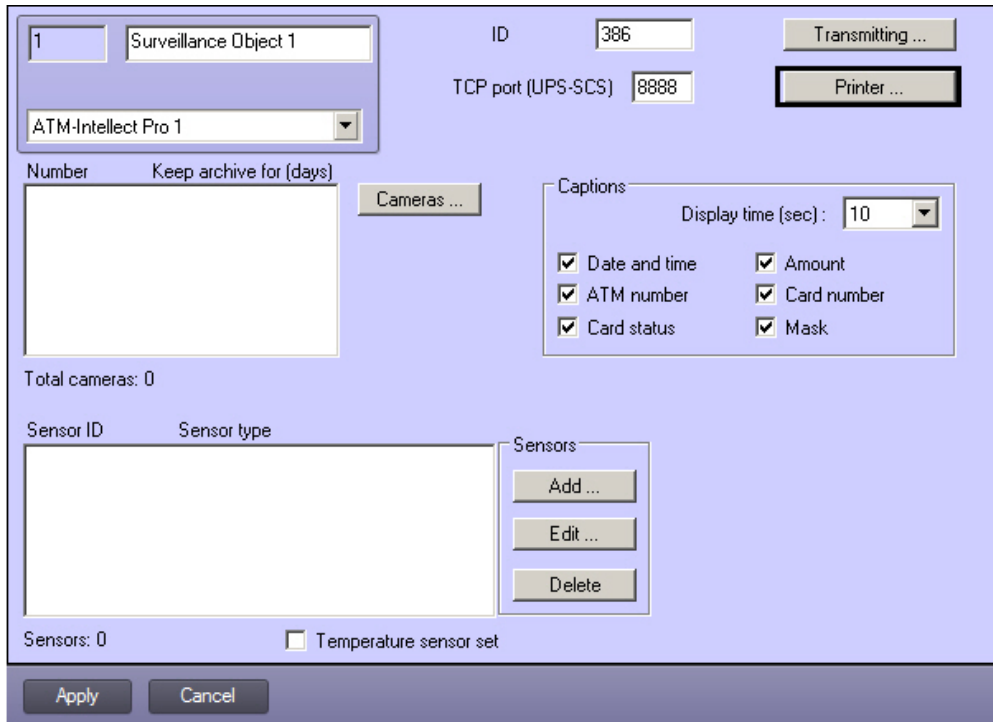 1 Surveillance Object 1 ID 386 Transmitting ...
TCP port (UPS-SCS) 8888 Printer ...
ATM-Intellect Pro 1
Number Keep archive for (days)
Cameras ...
Captions
Display time (sec) : 10
Date and time Amount
ATM number Card number
Card status Mask
Total cameras: 0
Sensor ID Sensor type
Sensors
Add ...
Edit ...
Delete
Sensors: 0 Temperature sensor set
Apply Cancel